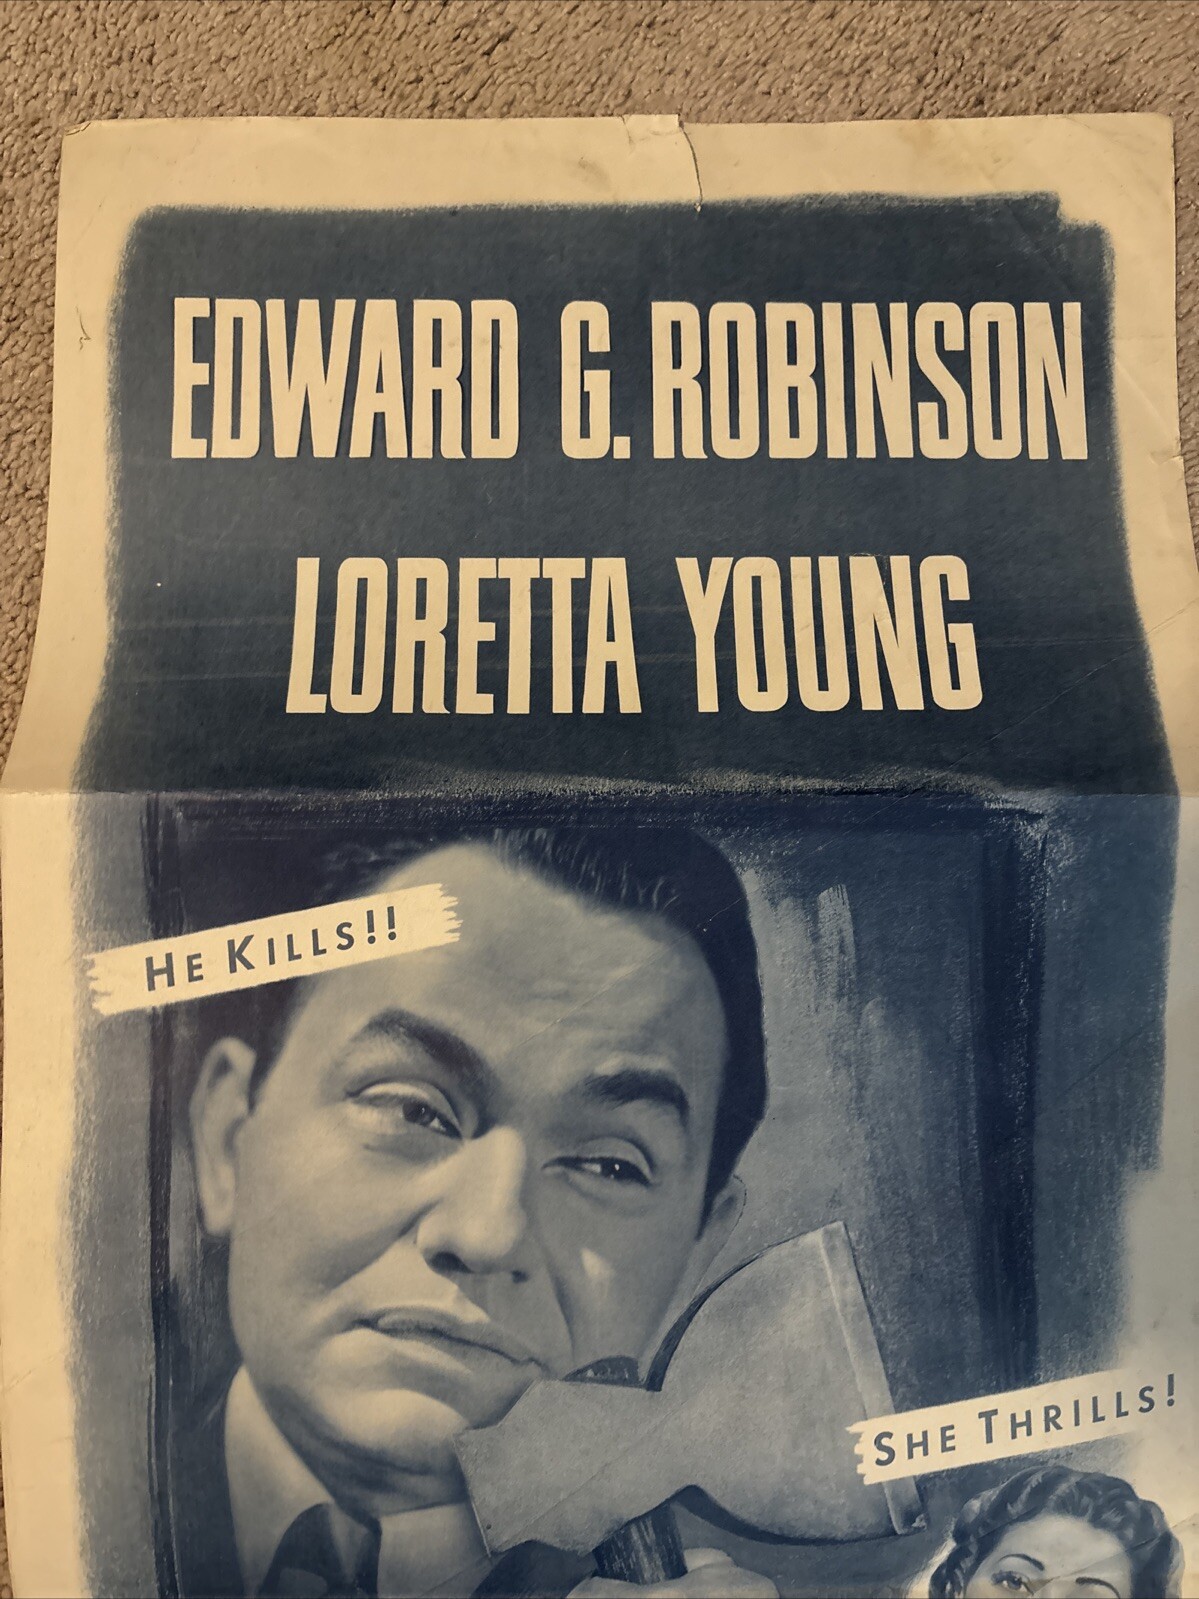 EDWARD G. ROBINSON
LORETTA YOUNG
HE KILLS!!
SHE THRILLS!